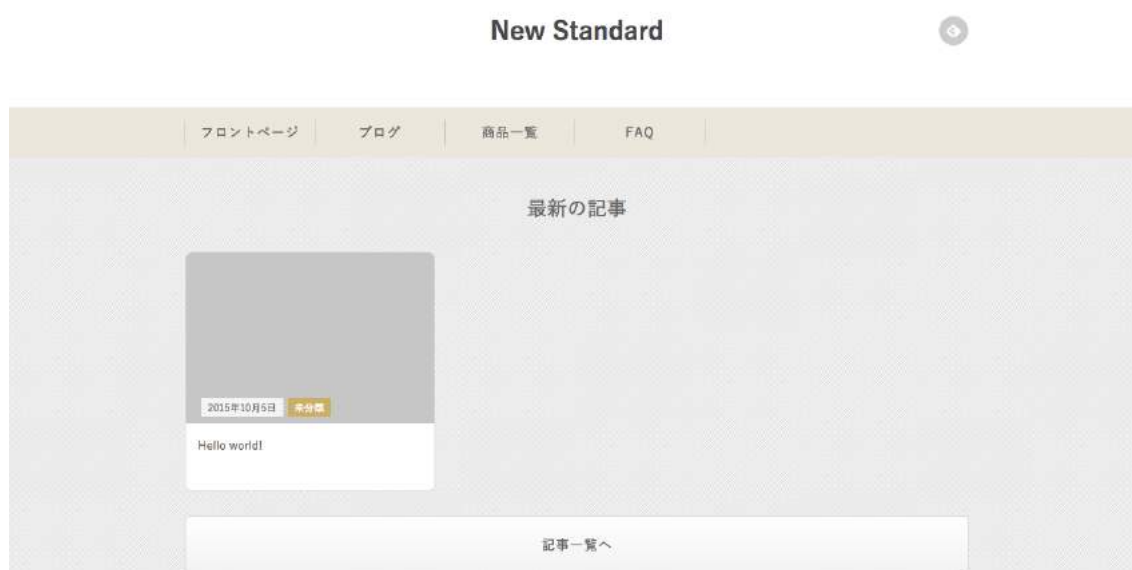 New Standard
フロントページ ブログ 商品一覧 FAQ
最新の記事
2015年10月5日 未分類
Hello world!
記事一覧へ